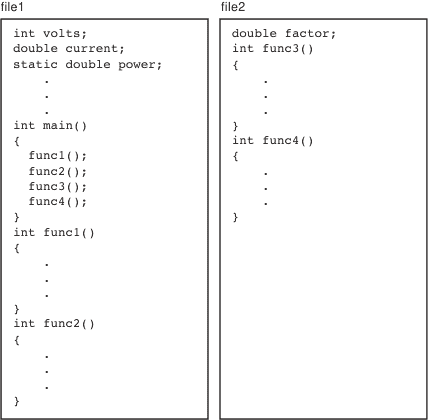 file1
int volts;
double current;
static double power;
.
.
.
int main()
{
func1();
func2();
func3();
func4();
}
int func1()
{
.
.
.
}
int func2()
{
.
.
.
}
file2
double factor;
int func3()
{
.
.
.
}
int func4()
{
.
.
.
}